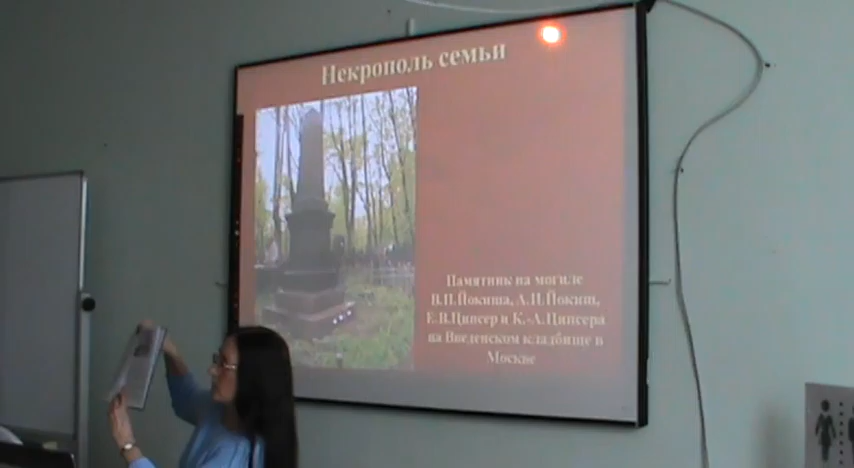 Некрополь семьи
Памятник на могиле
В.П.Йокиша, А.И.Йокиш,
Е.В.Ципсер и К.-А.Ципсера
на Введенском кладбище в
Москве